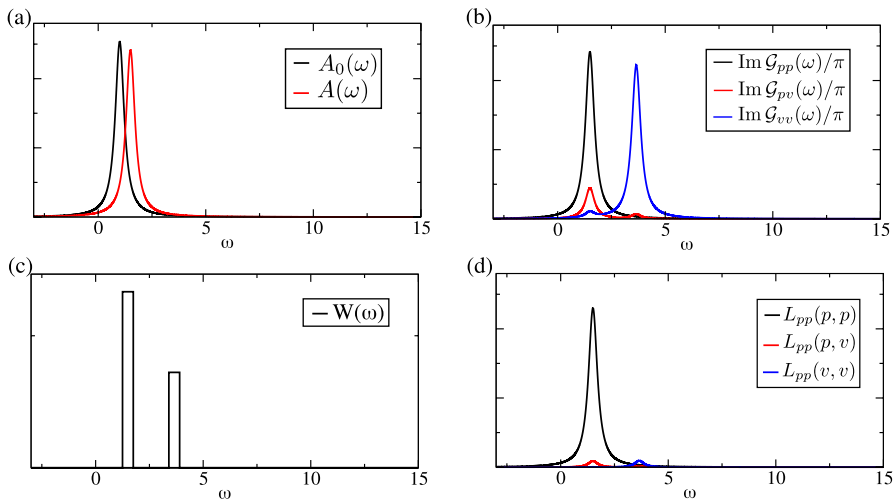 (a)
A₀(ω)
A(ω)
0 5 10 15
ω
(b)
Im 𝒢ₚₚ(ω)/π
Im 𝒢ₚᵥ(ω)/π
Im 𝒢ᵥᵥ(ω)/π
0 5 10 15
ω
(c)
W(ω)
0 5 10 15
ω
(d)
Lₚₚ(p, p)
Lₚₚ(p, v)
Lₚₚ(v, v)
0 5 10 15
ω